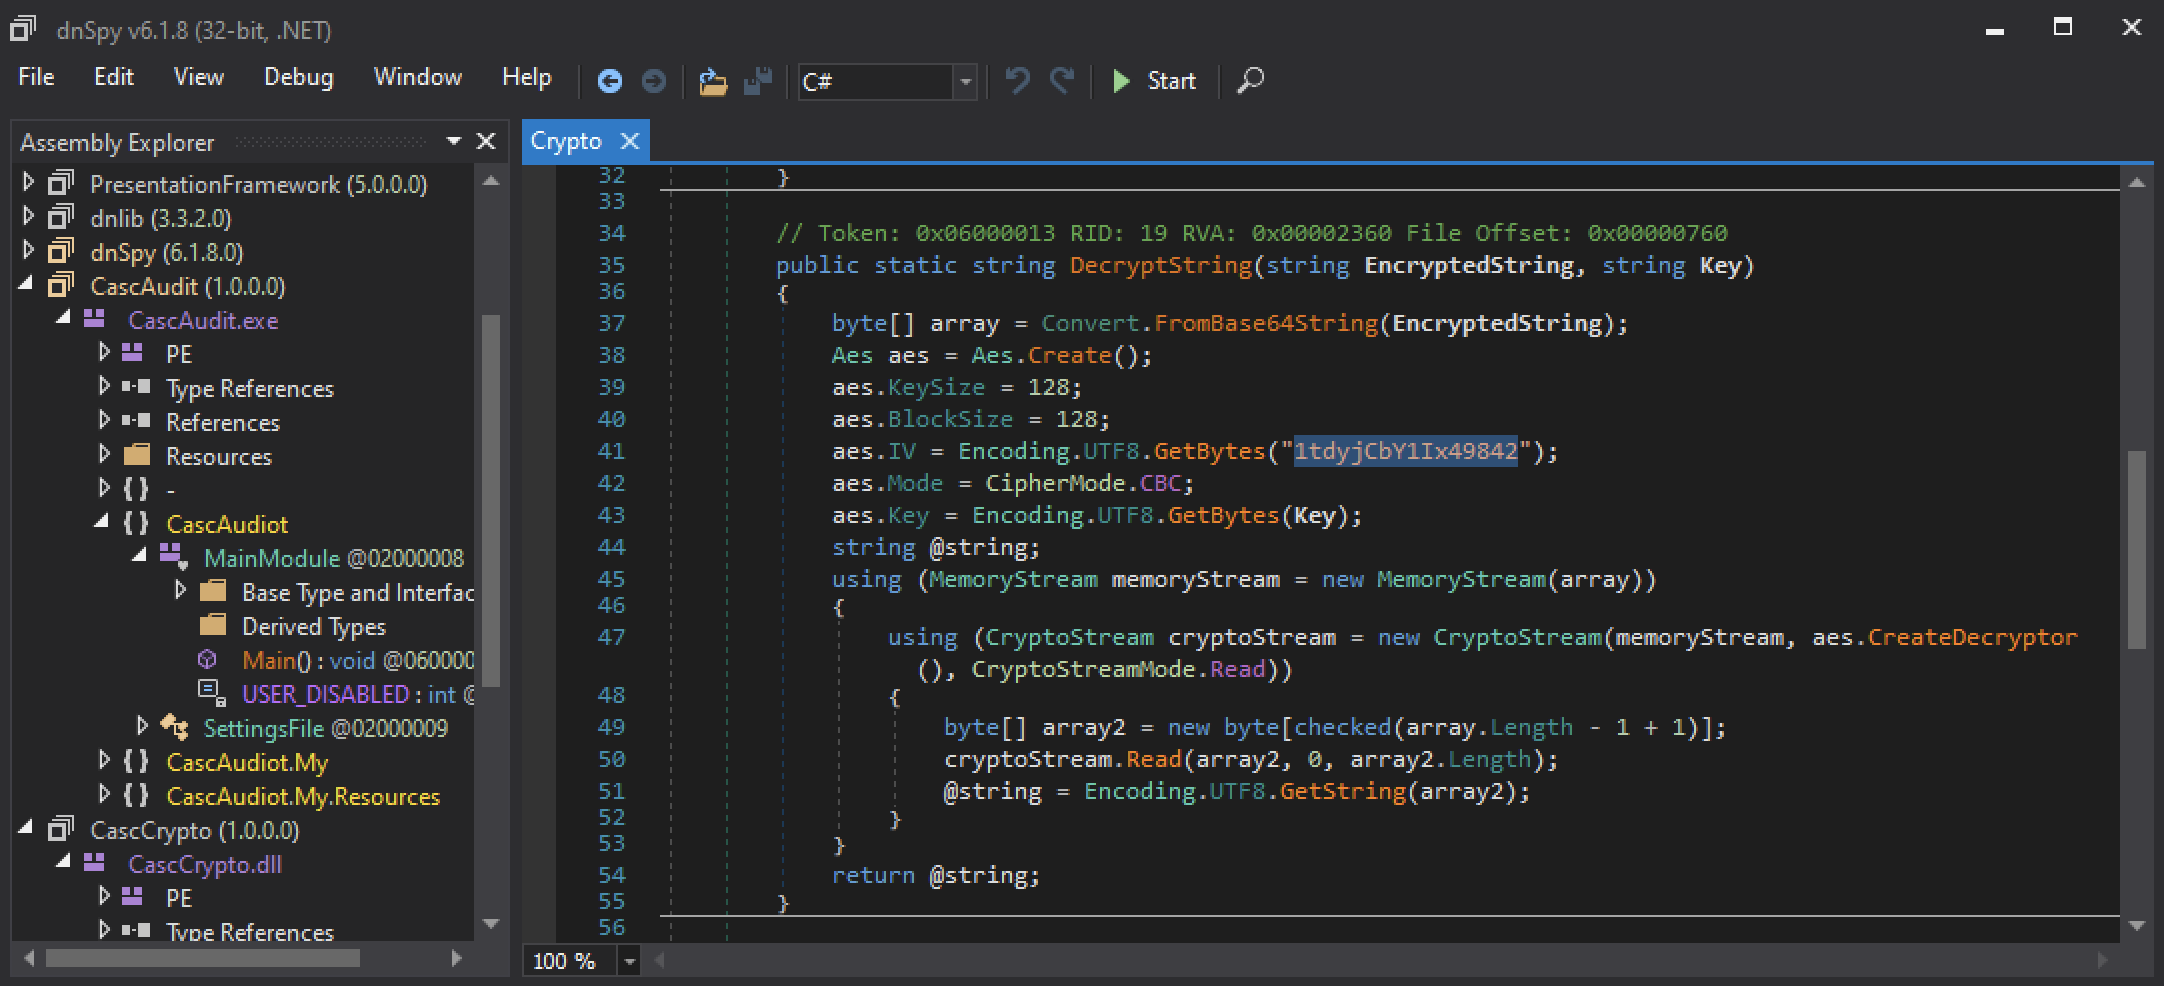 dnSpy v6.1.8 (32-bit, .NET)
File Edit View Debug Window Help C# Start
Assembly Explorer
PresentationFramework (5.0.0.0)
dnlib (3.3.2.0)
dnSpy (6.1.8.0)
CascAudit (1.0.0.0)
CascAudit.exe
PE
Type References
References
Resources
{ } -
{ } CascAudiot
MainModule @02000008
Base Type and Interfac
Derived Types
Main() : void @060000
USER_DISABLED : int @
SettingsFile @02000009
{ } CascAudiot.My
{ } CascAudiot.My.Resources
CascCrypto (1.0.0.0)
CascCrypto.dll
PE
Type References
Crypto
32 }
33
34 // Token: 0x06000013 RID: 19 RVA: 0x00002360 File Offset: 0x00000760
35 public static string DecryptString(string EncryptedString, string Key)
36 {
37 byte[] array = Convert.FromBase64String(EncryptedString);
38 Aes aes = Aes.Create();
39 aes.KeySize = 128;
40 aes.BlockSize = 128;
41 aes.IV = Encoding.UTF8.GetBytes("1tdyjCbY1Ix49842");
42 aes.Mode = CipherMode.CBC;
43 aes.Key = Encoding.UTF8.GetBytes(Key);
44 string @string;
45 using (MemoryStream memoryStream = new MemoryStream(array))
46 {
47 using (CryptoStream cryptoStream = new CryptoStream(memoryStream, aes.CreateDecryptor
(), CryptoStreamMode.Read))
48 {
49 byte[] array2 = new byte[checked(array.Length - 1 + 1)];
50 cryptoStream.Read(array2, 0, array2.Length);
51 @string = Encoding.UTF8.GetString(array2);
52 }
53 }
54 return @string;
55 }
56
100 %